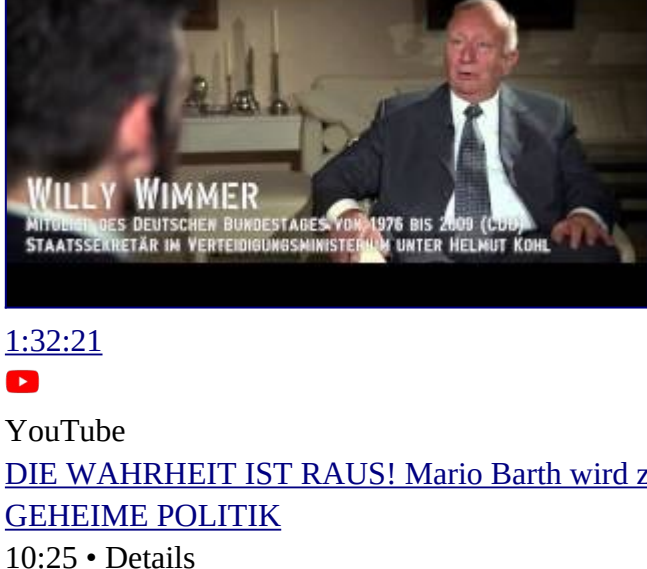 WILLY WIMMER
MITGLIED DES DEUTSCHEN BUNDESTAGES VON 1976 BIS 2009 (CDU)
STAATSSEKRETÄR IM VERTEIDIGUNGSMINISTERIUM UNTER HELMUT KOHL
1:32:21
YouTube
DIE WAHRHEIT IST RAUS! Mario Barth wird z
GEHEIME POLITIK
10:25 • Details